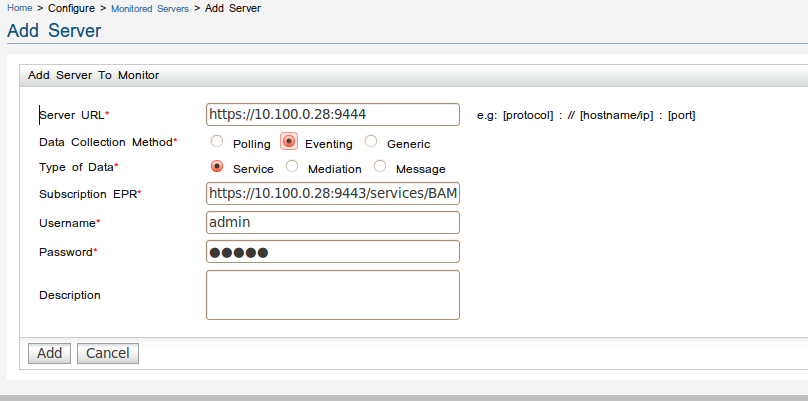 Home > Configure > Monitored Servers > Add Server
Add Server
Add Server To Monitor
Server URL* https://10.100.0.28:9444 e.g: [protocol] : // [hostname/ip] : [port]
Data Collection Method* Polling Eventing Generic
Type of Data* Service Mediation Message
Subscription EPR* https://10.100.0.28:9443/services/BAM
Username* admin
Password* ●●●●●
Description
Add Cancel